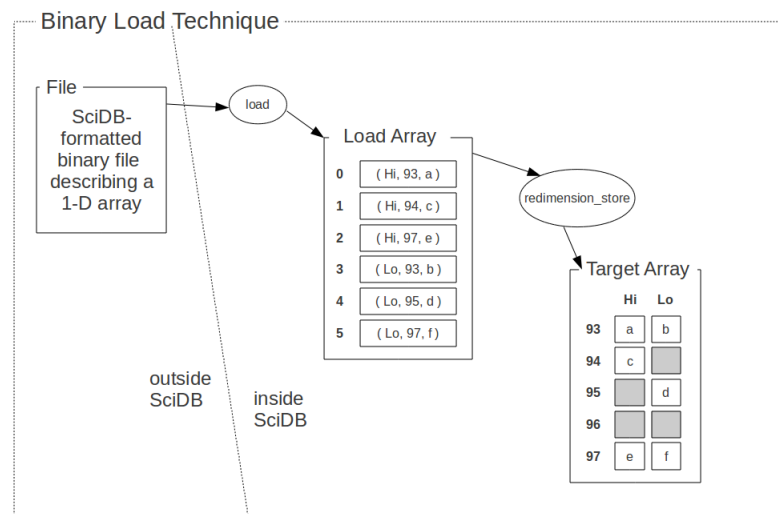 Binary Load Technique
File
SciDB-
formatted
binary file
describing a
1-D array
load
Load Array
0 ( Hi, 93, a )
1 ( Hi, 94, c )
2 ( Hi, 97, e )
3 ( Lo, 93, b )
4 ( Lo, 95, d )
5 ( Lo, 97, f )
redimension_store
Target Array
Hi Lo
93 a b
94 c
95 d
96
97 e f
outside
SciDB
inside
SciDB